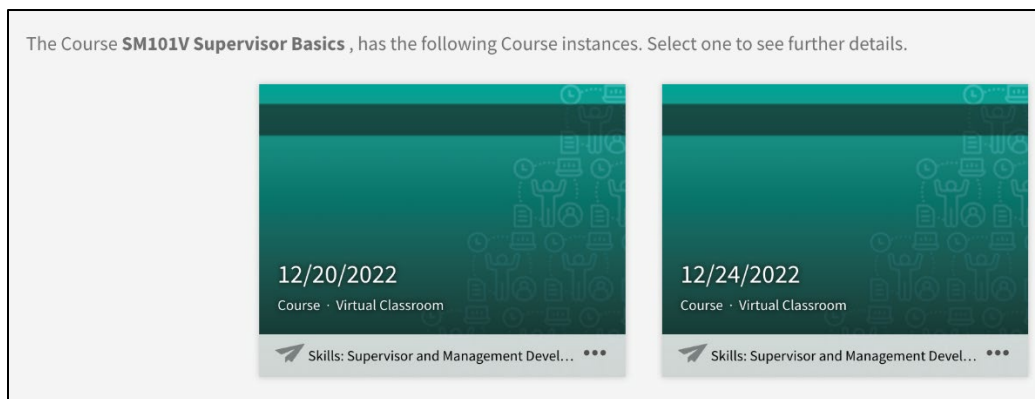 The Course SM101V Supervisor Basics , has the following Course instances. Select one to see further details.
12/20/2022
Course · Virtual Classroom
Skills: Supervisor and Management Devel... •••
12/24/2022
Course · Virtual Classroom
Skills: Supervisor and Management Devel... •••